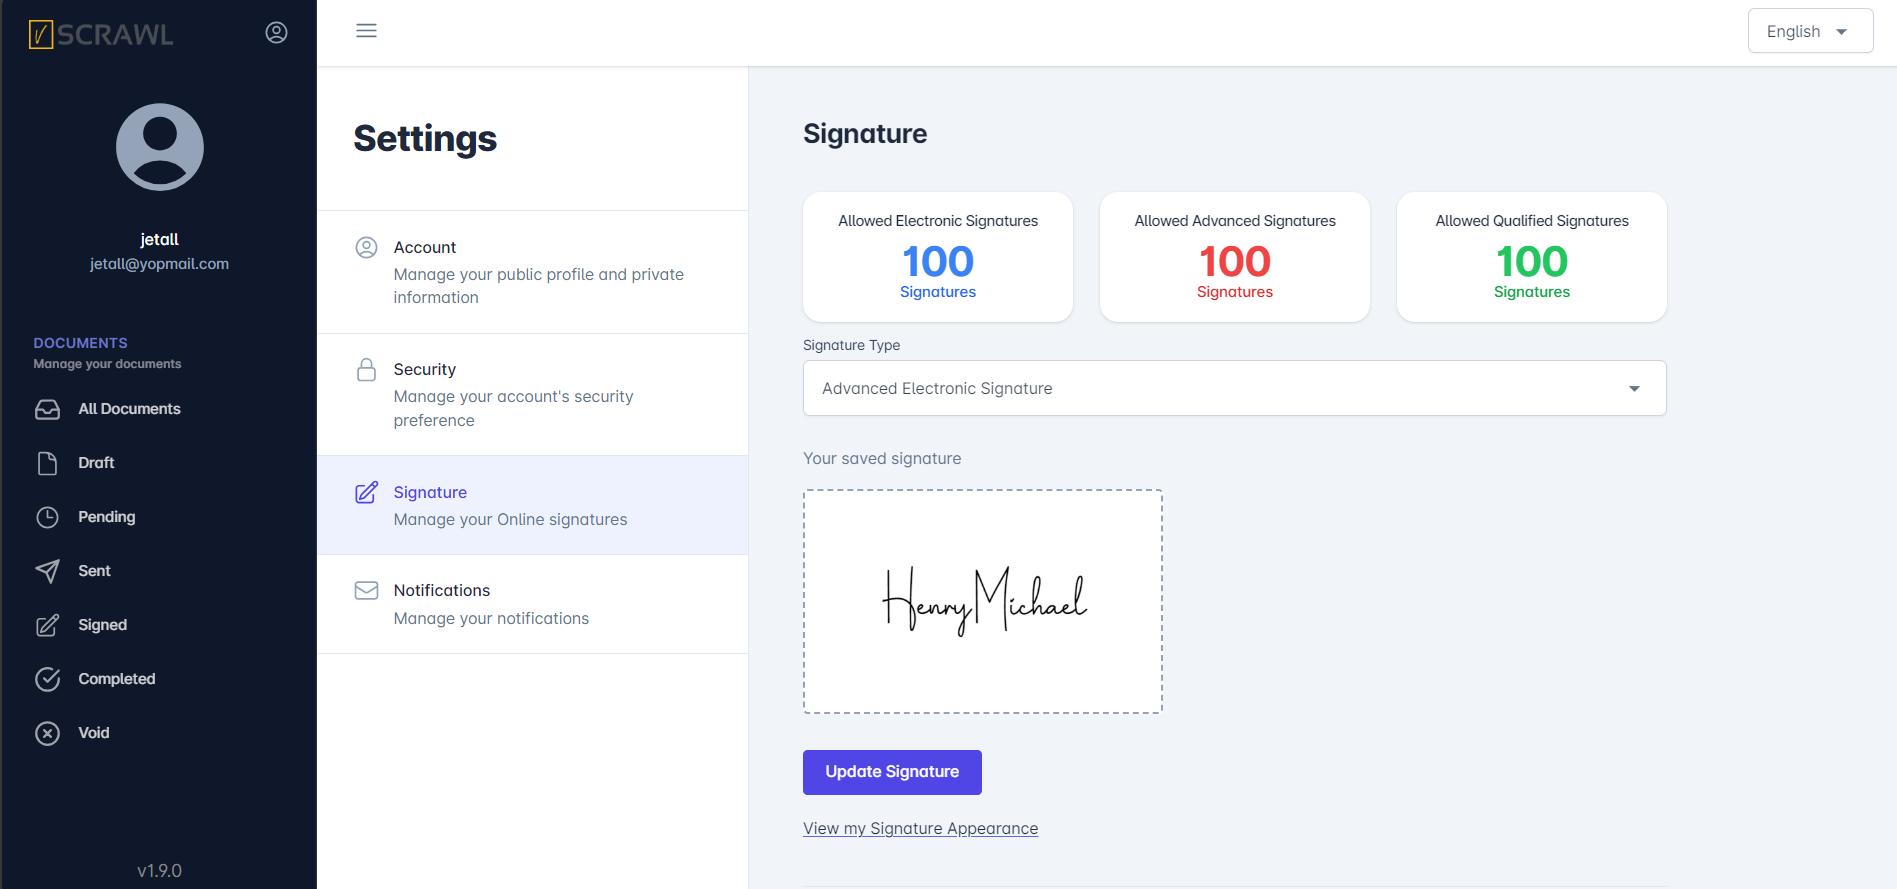 SCRAWL
English
jetall
jetall@yopmail.com
DOCUMENTS
Manage your documents
All Documents
Draft
Pending
Sent
Signed
Completed
Void
v1.9.0
Settings
Account
Manage your public profile and private
information
Security
Manage your account's security
preference
Signature
Manage your Online signatures
Notifications
Manage your notifications
Signature
Allowed Electronic Signatures
100
Signatures
Allowed Advanced Signatures
100
Signatures
Allowed Qualified Signatures
100
Signatures
Signature Type
Advanced Electronic Signature
Your saved signature
Henry Michael
Update Signature
View my Signature Appearance